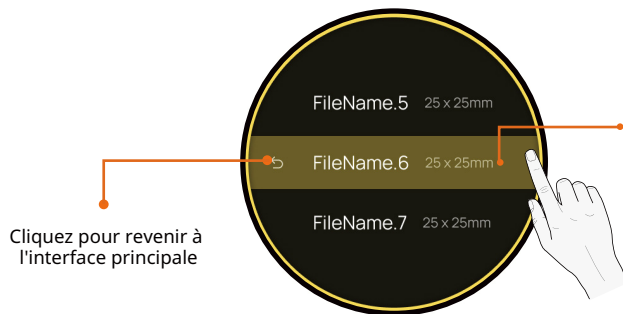 FileName.5 25 x 25mm
FileName.6 25 x 25mm
FileName.7 25 x 25mm
Cliquez pour revenir à
l'interface principale